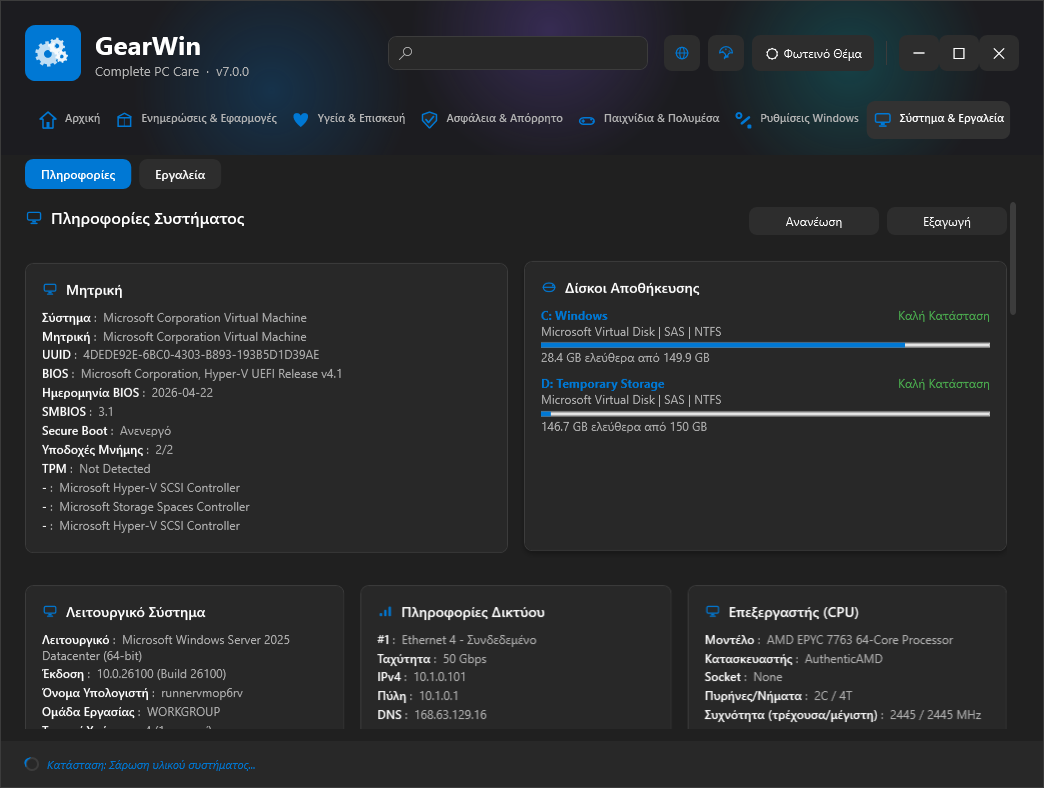 GearWin
Complete PC Care · v7.0.0
Φωτεινό Θέμα
Αρχική
Ενημερώσεις & Εφαρμογές
Υγεία & Επισκευή
Ασφάλεια & Απόρρητο
Παιχνίδια & Πολυμέσα
Ρυθμίσεις Windows
Σύστημα & Εργαλεία
Πληροφορίες
Εργαλεία
Πληροφορίες Συστήματος
Ανανέωση
Εξαγωγή
Μητρική
Σύστημα : Microsoft Corporation Virtual Machine
Μητρική : Microsoft Corporation Virtual Machine
UUID : 4DEDE92E-6BC0-4303-B893-193B5D1D39AE
BIOS : Microsoft Corporation, Hyper-V UEFI Release v4.1
Ημερομηνία BIOS : 2026-04-22
SMBIOS : 3.1
Secure Boot : Ανενεργό
Υποδοχές Μνήμης : 2/2
TPM : Not Detected
- : Microsoft Hyper-V SCSI Controller
- : Microsoft Storage Spaces Controller
- : Microsoft Hyper-V SCSI Controller
Δίσκοι Αποθήκευσης
C: Windows
Καλή Κατάσταση
Microsoft Virtual Disk | SAS | NTFS
28.4 GB ελεύθερα από 149.9 GB
D: Temporary Storage
Καλή Κατάσταση
Microsoft Virtual Disk | SAS | NTFS
146.7 GB ελεύθερα από 150 GB
Λειτουργικό Σύστημα
Λειτουργικό : Microsoft Windows Server 2025
Datacenter (64-bit)
Έκδοση : 10.0.26100 (Build 26100)
Όνομα Υπολογιστή : runnervmop6rv
Ομάδα Εργασίας : WORKGROUP
Πληροφορίες Δικτύου
#1 : Ethernet 4 - Συνδεδεμένο
Ταχύτητα : 50 Gbps
IPv4 : 10.1.0.101
Πύλη : 10.1.0.1
DNS : 168.63.129.16
Επεξεργαστής (CPU)
Μοντέλο : AMD EPYC 7763 64-Core Processor
Κατασκευαστής : AuthenticAMD
Socket : None
Πυρήνες/Νήματα : 2C / 4T
Συχνότητα (τρέχουσα/μέγιστη) : 2445 / 2445 MHz
Κατάσταση: Σάρωση υλικού συστήματος...